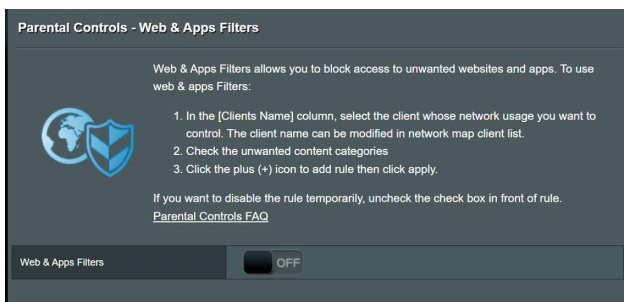 Parental Controls - Web & Apps Filters
Web & Apps Filters allows you to block access to unwanted websites and apps. To use
web & apps Filters:
1. In the [Clients Name] column, select the client whose network usage you want to
control. The client name can be modified in network map client list.
2. Check the unwanted content categories
3. Click the plus (+) icon to add rule then click apply.
If you want to disable the rule temporarily, uncheck the check box in front of rule.
Parental Controls FAQ
Web & Apps Filters OFF